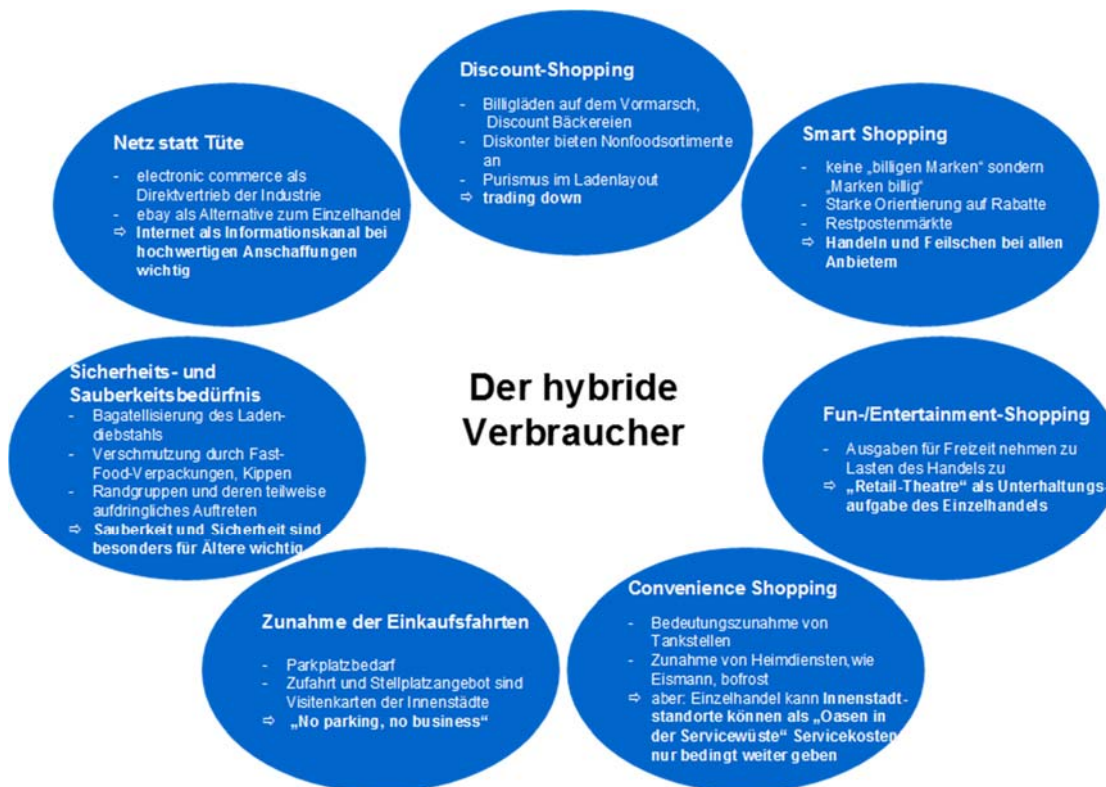 Discount-Shopping
- Billigläden auf dem Vormarsch,
Discount Bäckereien
- Diskonter bieten Nonfoodsortimente
an
- Purismus im Ladenlayout
⇨ trading down
Netz statt Tüte
- electronic commerce als
Direktvertrieb der Industrie
- ebay als Alternative zum Einzelhandel
⇨ Internet als Informationskanal bei
hochwertigen Anschaffungen
wichtig
Smart Shopping
- keine „billigen Marken“ sondern
„Marken billig“
- Starke Orientierung auf Rabatte
- Restpostenmärkte
⇨ Handeln und Feilschen bei allen
Anbietern
Sicherheits- und
Sauberkeitsbedürfnis
- Bagatellisierung des Laden-
diebstahls
- Verschmutzung durch Fast-
Food-Verpackungen, Kippen
- Randgruppen und deren teilweise
aufdringliches Auftreten
⇨ Sauberkeit und Sicherheit sind
besonders für Ältere wichtig
Der hybride
Verbraucher
Fun-/Entertainment-Shopping
- Ausgaben für Freizeit nehmen zu
Lasten des Handels zu
⇨ „Retail-Theatre“ als Unterhaltungs-
aufgabe des Einzelhandels
Zunahme der Einkaufsfahrten
- Parkplatzbedarf
- Zufahrt und Stellplatzangebot sind
Visitenkarten der Innenstädte
⇨ „No parking, no business“
Convenience Shopping
- Bedeutungszunahme von
Tankstellen
- Zunahme von Heimdiensten,wie
Eismann, bofrost
⇨ aber: Einzelhandel kann Innenstadt-
standorte können als „Oasen in
der Servicewüste“ Servicekosten
nur bedingt weiter geben